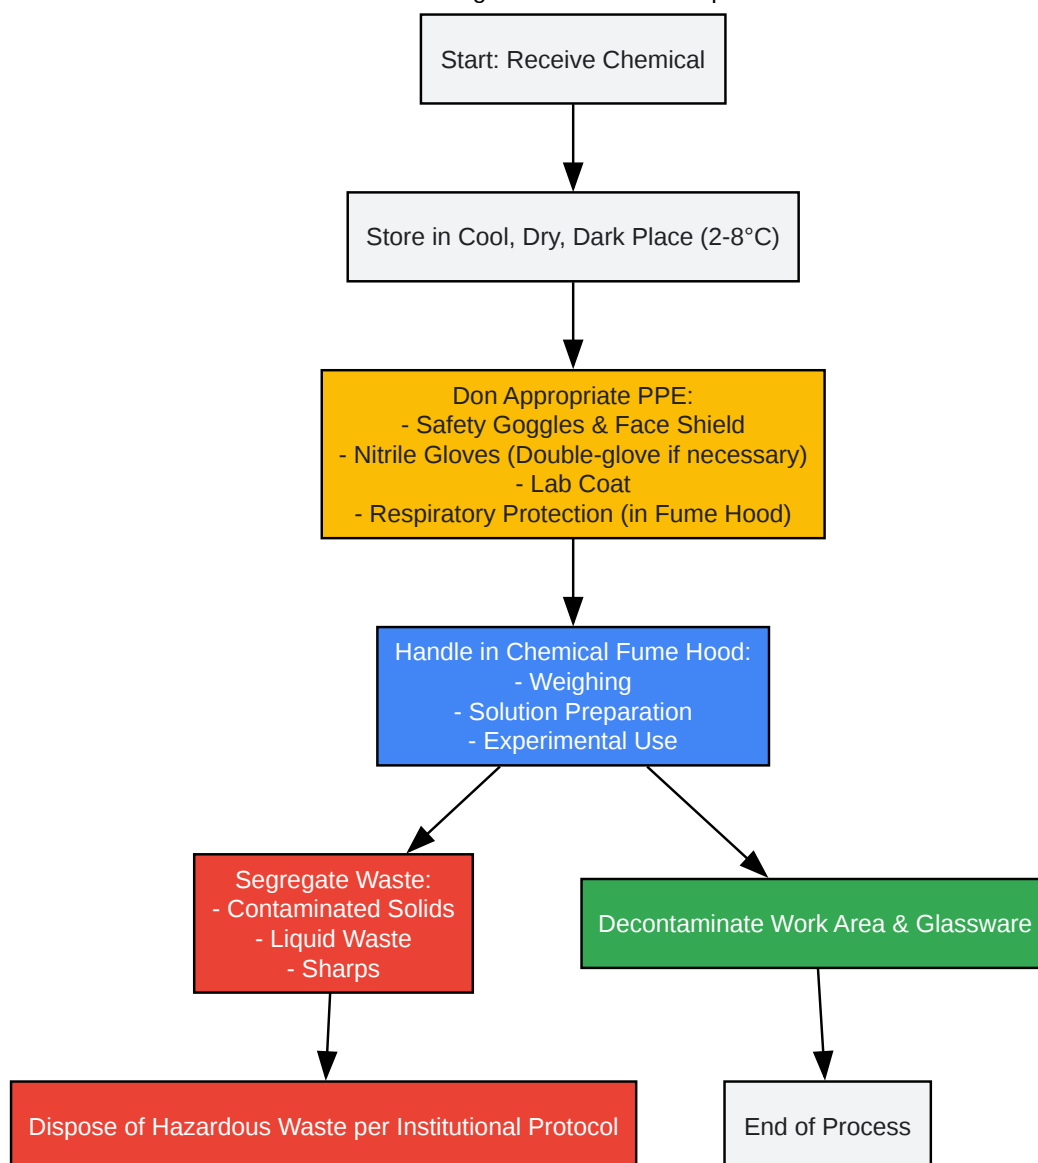 Start: Receive Chemical
Store in Cool, Dry, Dark Place (2-8°C)
Don Appropriate PPE:
- Safety Goggles & Face Shield
- Nitrile Gloves (Double-glove if necessary)
- Lab Coat
- Respiratory Protection (in Fume Hood)
Handle in Chemical Fume Hood:
- Weighing
- Solution Preparation
- Experimental Use
Segregate Waste:
- Contaminated Solids
- Liquid Waste
- Sharps
Decontaminate Work Area & Glassware
Dispose of Hazardous Waste per Institutional Protocol
End of Process